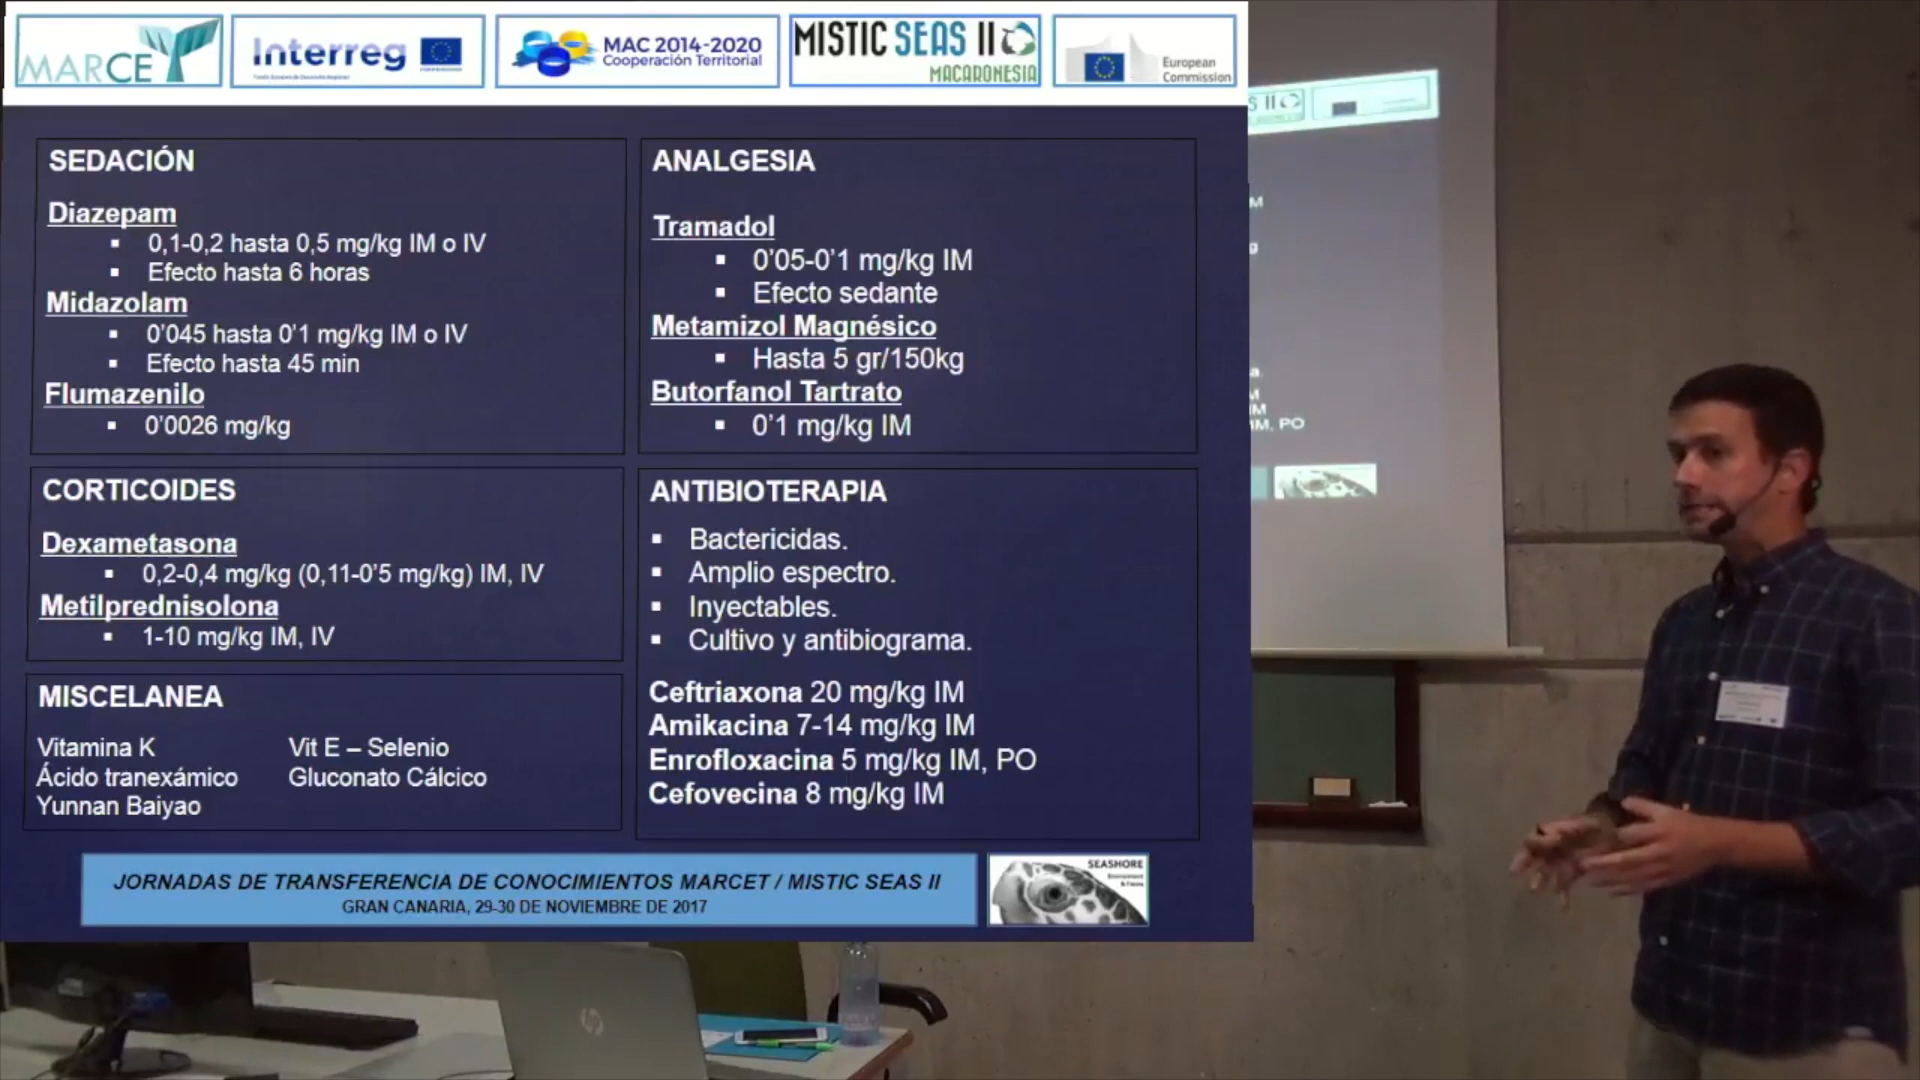 MARCET
Interreg
MAC 2014-2020
Cooperación Territorial
MISTIC SEAS II
MACARONESIA
European
Commission
SEDACIÓN
Diazepam
▪ 0,1-0,2 hasta 0,5 mg/kg IM o IV
▪ Efecto hasta 6 horas
Midazolam
▪ 0'045 hasta 0'1 mg/kg IM o IV
▪ Efecto hasta 45 min
Flumazenilo
▪ 0'0026 mg/kg
ANALGESIA
Tramadol
▪ 0'05-0'1 mg/kg IM
▪ Efecto sedante
Metamizol Magnésico
▪ Hasta 5 gr/150kg
Butorfanol Tartrato
▪ 0'1 mg/kg IM
CORTICOIDES
Dexametasona
▪ 0,2-0,4 mg/kg (0,11-0'5 mg/kg) IM, IV
Metilprednisolona
▪ 1-10 mg/kg IM, IV
ANTIBIOTERAPIA
▪ Bactericidas.
▪ Amplio espectro.
▪ Inyectables.
▪ Cultivo y antibiograma.
Ceftriaxona 20 mg/kg IM
Amikacina 7-14 mg/kg IM
Enrofloxacina 5 mg/kg IM, PO
Cefovecina 8 mg/kg IM
MISCELANEA
Vitamina K Vit E – Selenio
Ácido tranexámico Gluconato Cálcico
Yunnan Baiyao
JORNADAS DE TRANSFERENCIA DE CONOCIMIENTOS MARCET / MISTIC SEAS II
GRAN CANARIA, 29-30 DE NOVIEMBRE DE 2017
SEASHORE
Environment
& Fauna
S II
M
g
a.
M
IM
IM, PO
hp